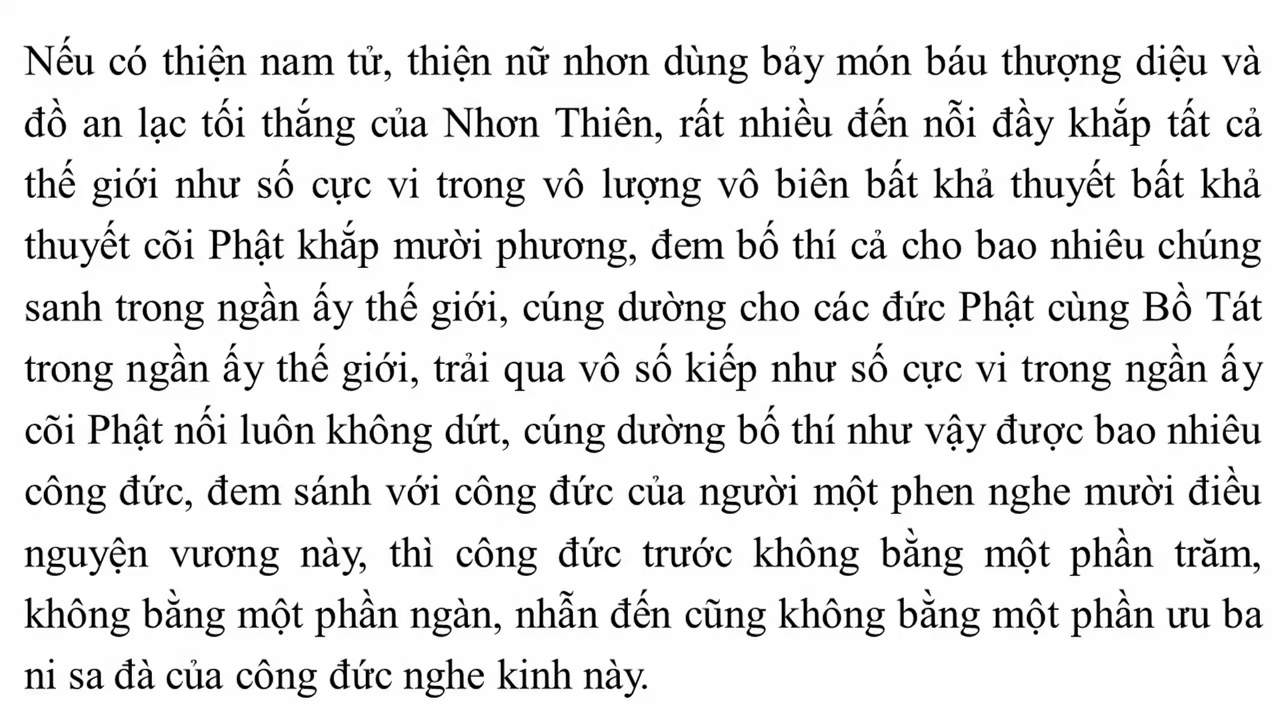 Nếu có thiện nam tử, thiện nữ nhơn dùng bảy món báu thượng diệu và
đồ an lạc tối thắng của Nhơn Thiên, rất nhiều đến nỗi đầy khắp tất cả
thế giới như số cực vi trong vô lượng vô biên bất khả thuyết bất khả
thuyết cõi Phật khắp mười phương, đem bố thí cả cho bao nhiêu chúng
sanh trong ngần ấy thế giới, cúng dường cho các đức Phật cùng Bồ Tát
trong ngần ấy thế giới, trải qua vô số kiếp như số cực vi trong ngần ấy
cõi Phật nối luôn không dứt, cúng dường bố thí như vậy được bao nhiêu
công đức, đem sánh với công đức của người một phen nghe mười điều
nguyện vương này, thì công đức trước không bằng một phần trăm,
không bằng một phần ngàn, nhẫn đến cũng không bằng một phần ưu ba
ni sa đà của công đức nghe kinh này.